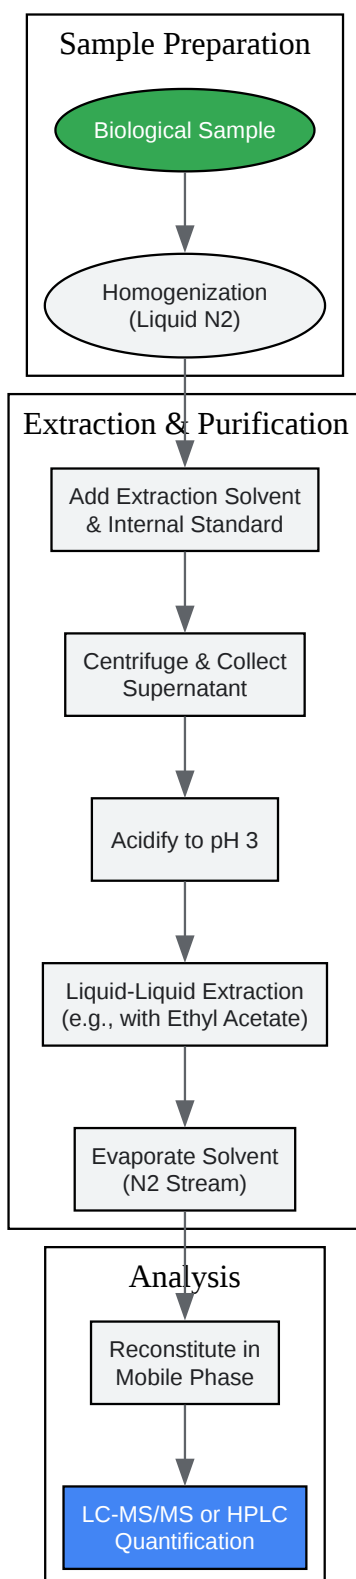 Sample Preparation
Biological Sample
Homogenization
(Liquid N2)
Extraction & Purification
Add Extraction Solvent
& Internal Standard
Centrifuge & Collect
Supernatant
Acidify to pH 3
Liquid-Liquid Extraction
(e.g., with Ethyl Acetate)
Evaporate Solvent
(N2 Stream)
Analysis
Reconstitute in
Mobile Phase
LC-MS/MS or HPLC
Quantification